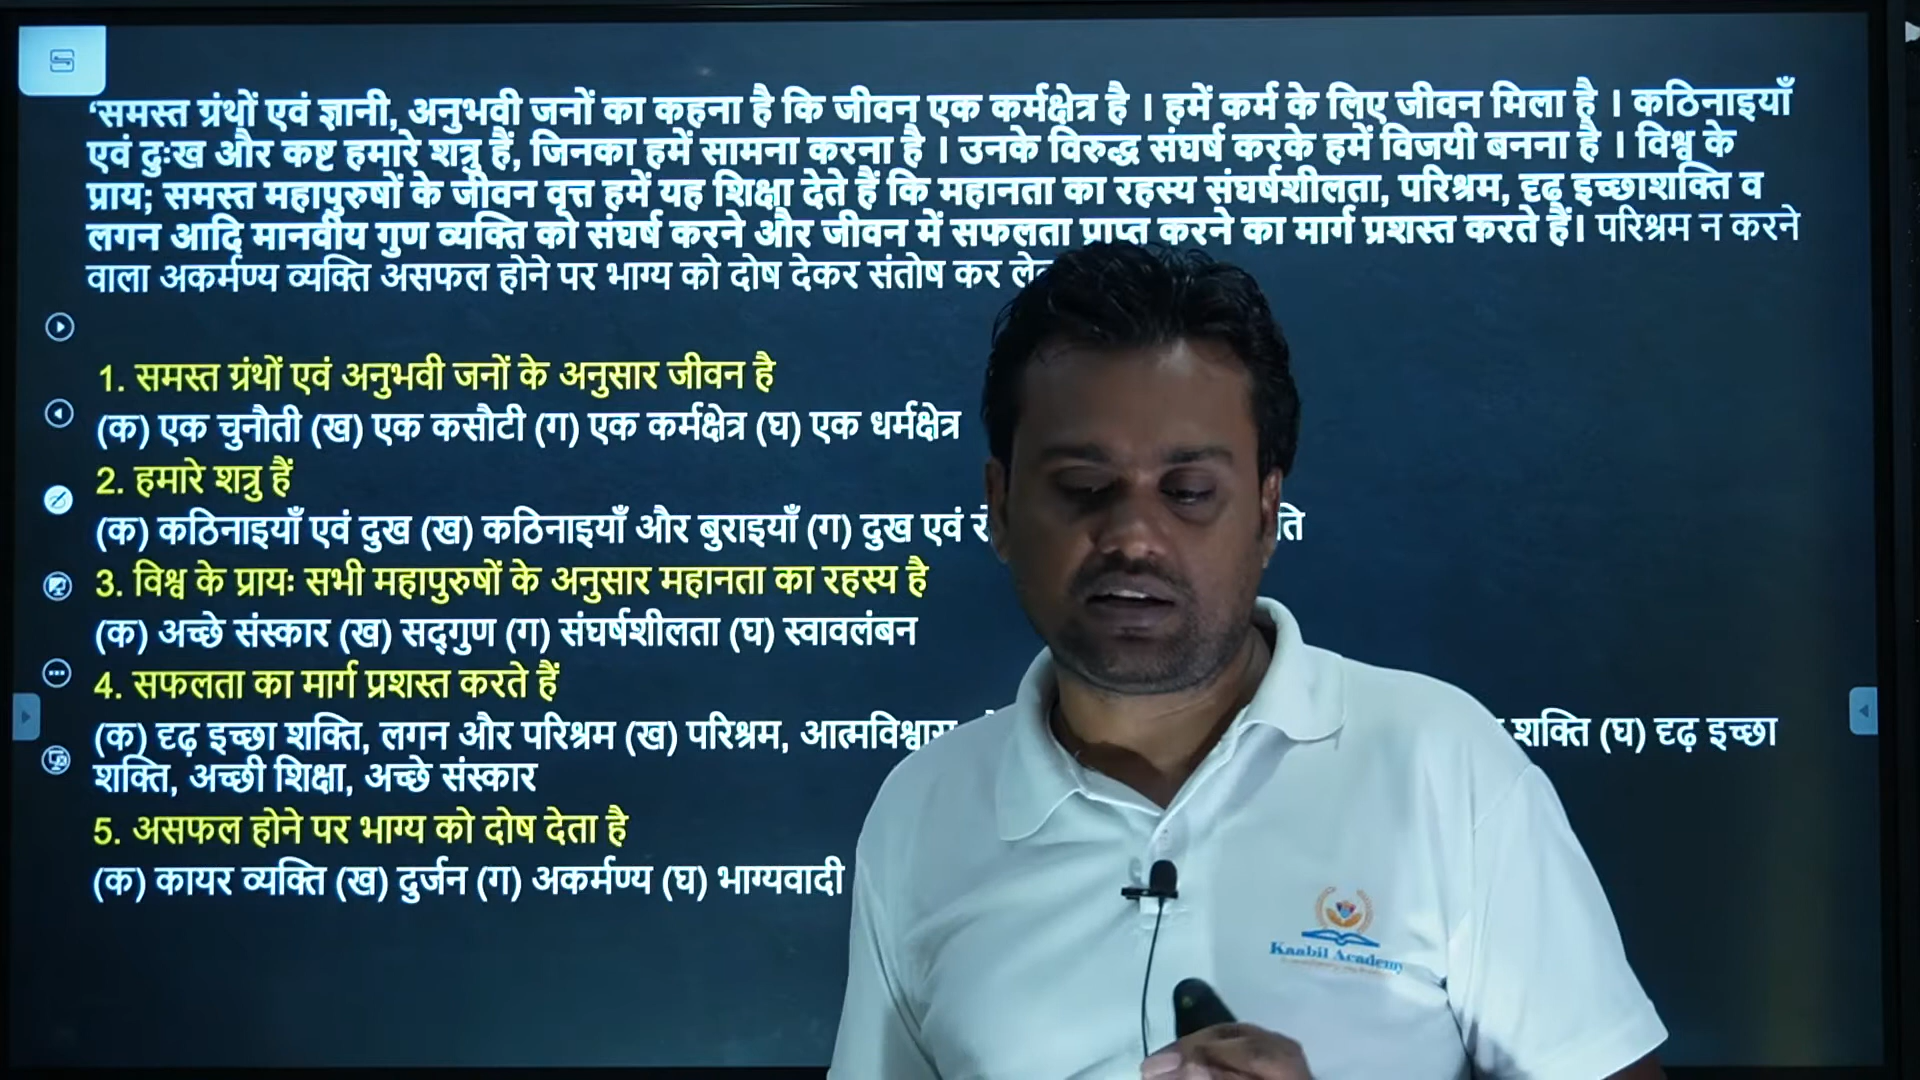 ‘समस्त ग्रंथों एवं ज्ञानी, अनुभवी जनों का कहना है कि जीवन एक कर्मक्षेत्र है । हमें कर्म के लिए जीवन मिला है । कठिनाइयाँ
एवं दुःख और कष्ट हमारे शत्रु हैं, जिनका हमें सामना करना है । उनके विरुद्ध संघर्ष करके हमें विजयी बनना है । विश्व के
प्राय; समस्त महापुरुषों के जीवन वृत्त हमें यह शिक्षा देते हैं कि महानता का रहस्य संघर्षशीलता, परिश्रम, दृढ़ इच्छाशक्ति व
लगन आदि मानवीय गुण व्यक्ति को संघर्ष करने और जीवन में सफलता प्राप्त करने का मार्ग प्रशस्त करते हैं। परिश्रम न करने
वाला अकर्मण्य व्यक्ति असफल होने पर भाग्य को दोष देकर संतोष कर
1. समस्त ग्रंथों एवं अनुभवी जनों के अनुसार जीवन है
(क) एक चुनौती (ख) एक कसौटी (ग) एक कर्मक्षेत्र (घ) एक धर्मक्षेत्र
2. हमारे शत्रु हैं
(क) कठिनाइयाँ एवं दुख (ख) कठिनाइयाँ और बुराइयाँ (ग) दुख एवं
3. विश्व के प्रायः सभी महापुरुषों के अनुसार महानता का रहस्य है
(क) अच्छे संस्कार (ख) सद्गुण (ग) संघर्षशीलता (घ) स्वावलंबन
4. सफलता का मार्ग प्रशस्त करते हैं
(क) दृढ़ इच्छा शक्ति, लगन और परिश्रम (ख) परिश्रम, आत्मविश्वास शक्ति (घ) दृढ़ इच्छा
शक्ति, अच्छी शिक्षा, अच्छे संस्कार
5. असफल होने पर भाग्य को दोष देता है
(क) कायर व्यक्ति (ख) दुर्जन (ग) अकर्मण्य (घ) भाग्यवादी
Kaabil Academy